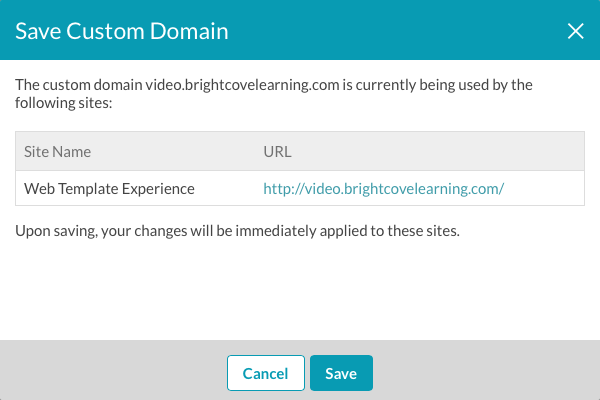 Save Custom Domain
The custom domain video.brightcovelearning.com is currently being used by the
following sites:
Site Name URL
Web Template Experience http://video.brightcovelearning.com/
Upon saving, your changes will be immediately applied to these sites.
Cancel Save